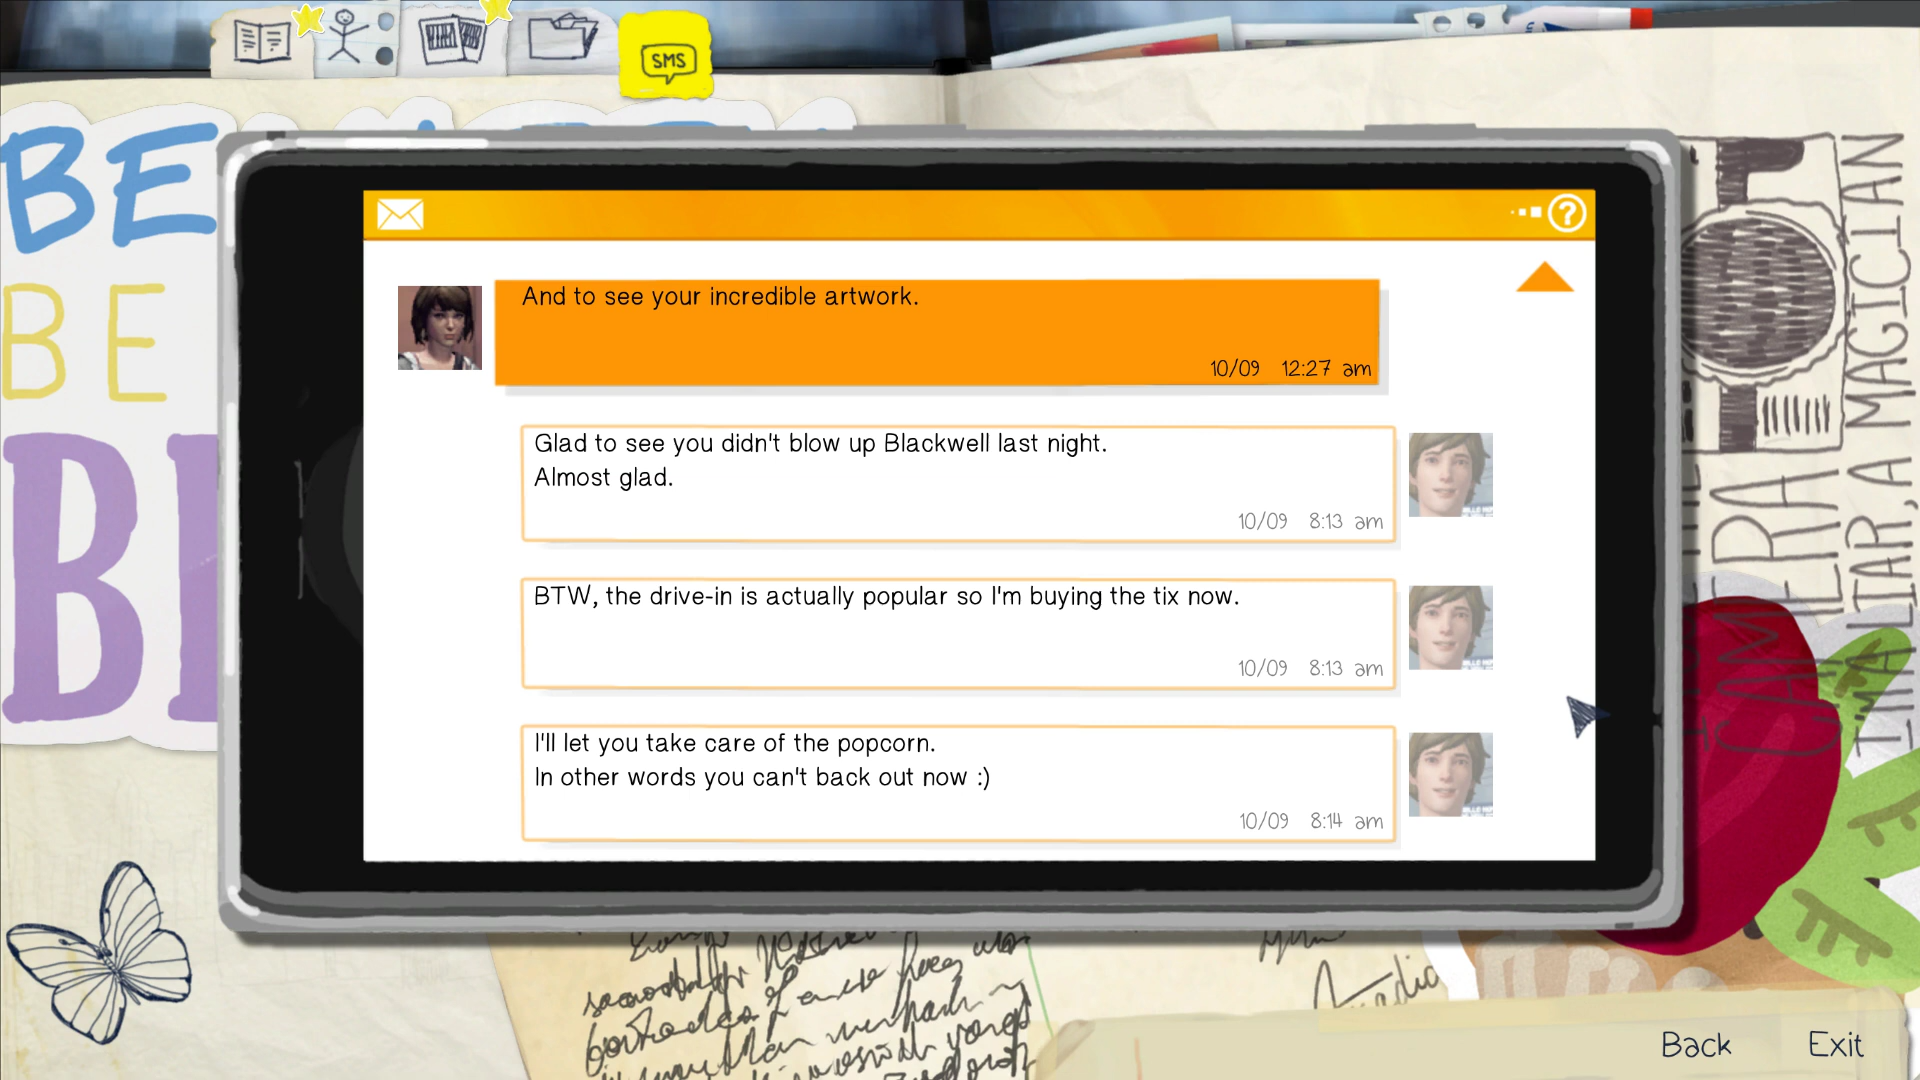 SMS
BE
BE
And to see your incredible artwork.
10/09 12:27 am
Glad to see you didn't blow up Blackwell last night.
Almost glad.
10/09 8:13 am
BTW, the drive-in is actually popular so I'm buying the tix now.
10/09 8:13 am
I'll let you take care of the popcorn.
In other words you can't back out now :)
10/09 8:14 am
CAMERA
I'M A LIAR, A MAGICIAN
Back
Exit